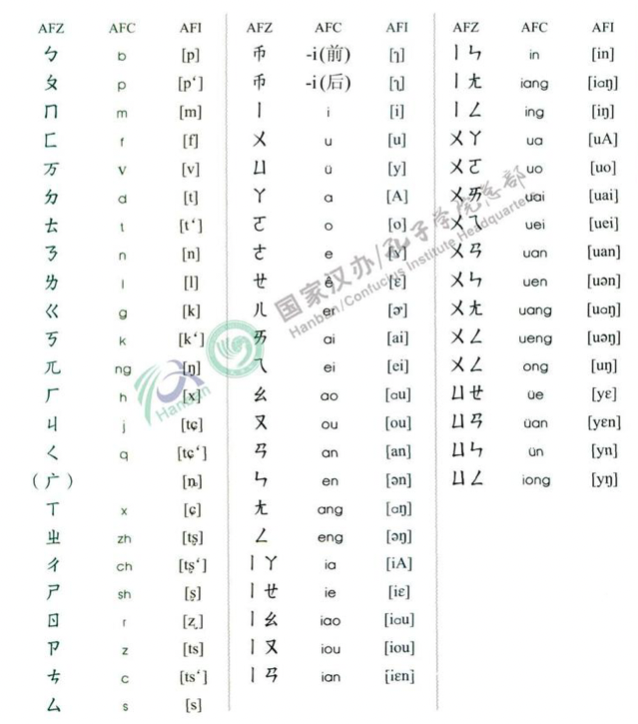 AFZ AFC AFI
ㄅ b [p]
ㄆ p [p‘]
ㄇ m [m]
ㄈ f [f]
万 v [v]
ㄉ d [t]
ㄊ t [t‘]
ㄋ n [n]
ㄌ l [l]
ㄍ g [k]
ㄎ k [k‘]
兀 ng [ŋ]
ㄏ h [x]
ㄐ j [tɕ]
ㄑ q [tɕ‘]
(广) [ȵ]
ㄒ x [ɕ]
ㄓ zh [tʂ]
ㄔ ch [tʂ‘]
ㄕ sh [ʂ]
ㄖ r [ʐ]
ㄗ z [ts]
ㄘ c [ts‘]
ㄙ s [s]
AFZ AFC AFI
帀 -i(前) [ɿ]
帀 -i(后) [ʅ]
ㄧ i [i]
ㄨ u [u]
ㄩ ü [y]
ㄚ a [A]
ㄛ o [o]
ㄜ e [ɤ]
ㄝ ê [ɛ]
ㄦ er [ɚ]
ㄞ ai [ai]
ㄟ ei [ei]
ㄠ ao [ɑu]
ㄡ ou [ou]
ㄢ an [an]
ㄣ en [ən]
ㄤ ang [ɑŋ]
ㄥ eng [əŋ]
ㄧㄚ ia [iA]
ㄧㄝ ie [iɛ]
ㄧㄠ iao [iɑu]
ㄧㄡ iou [iou]
ㄧㄢ ian [iɛn]
AFZ AFC AFI
ㄧㄣ in [in]
ㄧㄤ iang [iɑŋ]
ㄧㄥ ing [iŋ]
ㄨㄚ ua [uA]
ㄨㄛ uo [uo]
ㄨㄞ uai [uai]
ㄨㄟ uei [uei]
ㄨㄢ uan [uan]
ㄨㄣ uen [uən]
ㄨㄤ uang [uɑŋ]
ㄨㄥ ueng [uəŋ]
ㄨㄥ ong [uŋ]
ㄩㄝ üe [yɛ]
ㄩㄢ üan [yɛn]
ㄩㄣ ün [yn]
ㄩㄥ iong [yŋ]
国家汉办/孔子学院总部
Hanban/Confucius Institute Headquarters
Hanban